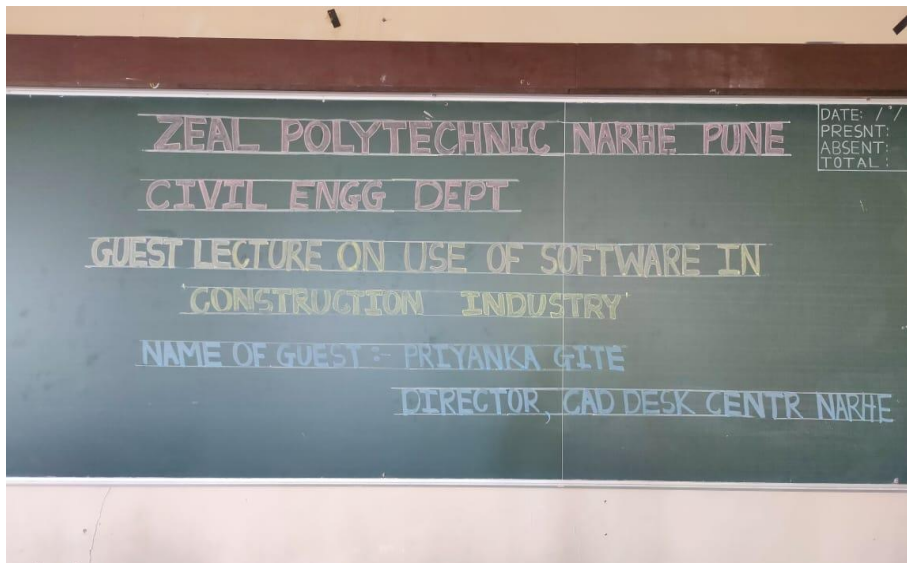 ZEAL POLYTECHNIC NARHE PUNE
DATE: / /
PRESNT:
ABSENT:
TOTAL:
CIVIL ENGG DEPT
GUEST LECTURE ON USE OF SOFTWARE IN
CONSTRUCTION INDUSTRY
NAME OF GUEST :- PRIYANKA GITE
DIRECTOR, CAD DESK CENTR NARHE